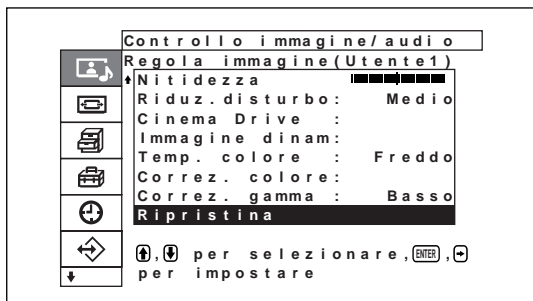 Controllo immagine/audio
Regola immagine(Utente1)
Nitidezza
Riduz.disturbo: Medio
Cinema Drive :
Immagine dinam:
Temp. colore : Freddo
Correz. colore:
Correz. gamma : Basso
Ripristina
, per selezionare, ENTER ,
per impostare